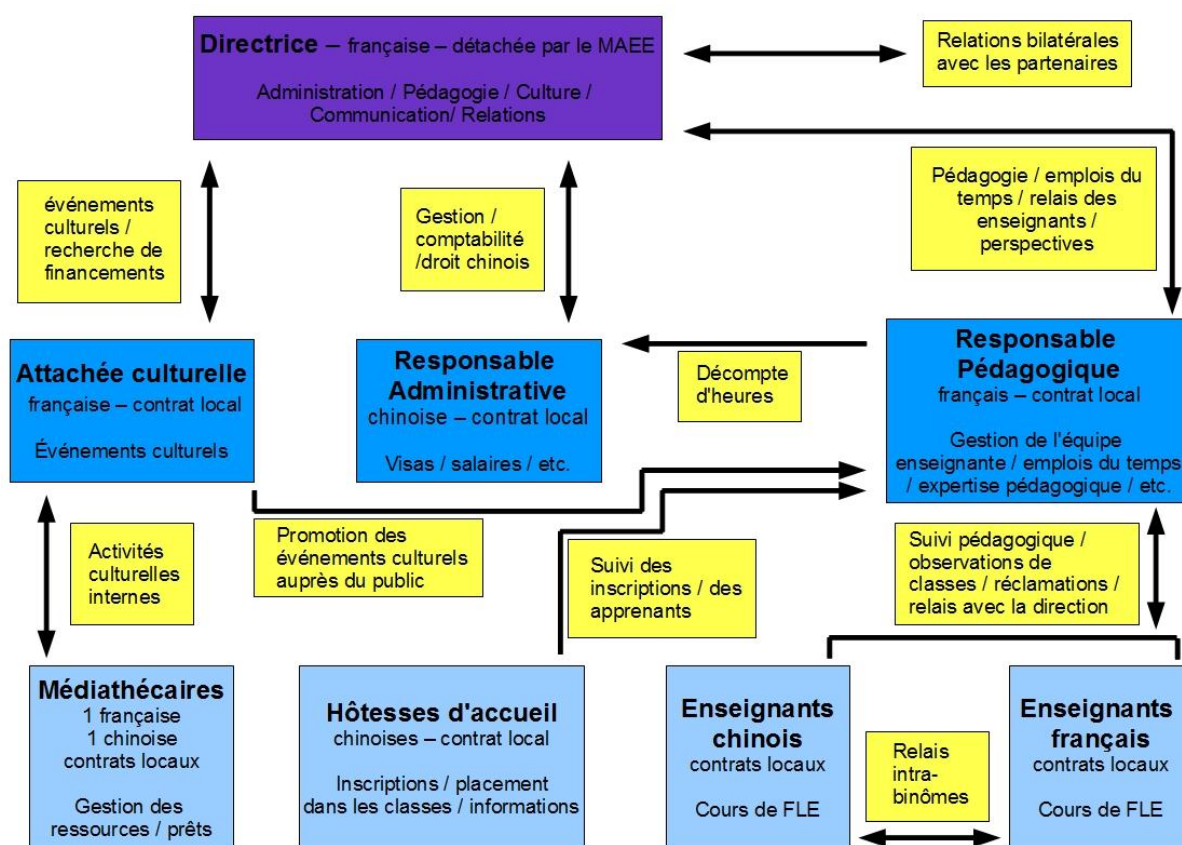 Directrice – française – détachée par le MAEE
Administration / Pédagogie / Culture /
Communication/ Relations
Relations bilatérales
avec les partenaires
événements
culturels /
recherche de
financements
Gestion /
comptabilité
/droit chinois
Pédagogie / emplois du
temps / relais des
enseignants /
perspectives
Attachée culturelle
française – contrat local
Événements culturels
Responsable
Administrative
chinoise – contrat local
Visas / salaires / etc.
Décompte
d'heures
Responsable
Pédagogique
français – contrat local
Gestion de l'équipe
enseignante / emplois du temps
/ expertise pédagogique / etc.
Activités
culturelles
internes
Promotion des
événements culturels
auprès du public
Suivi des
inscriptions / des
apprenants
Suivi pédagogique /
observations de
classes / réclamations /
relais avec la direction
Médiathécaires
1 française
1 chinoise
contrats locaux
Gestion des
ressources / prêts
Hôtesses d'accueil
chinoises – contrat local
Inscriptions / placement
dans les classes / informations
Enseignants
chinois
contrats locaux
Cours de FLE
Relais
intra-
binômes
Enseignants
français
contrats locaux
Cours de FLE